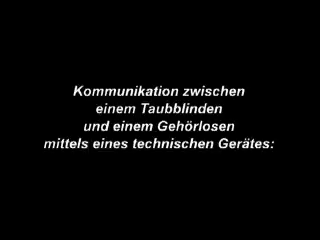 Kommunikation zwischen
einem Taubblinden
und einem Gehörlosen
mittels eines technischen Gerätes: